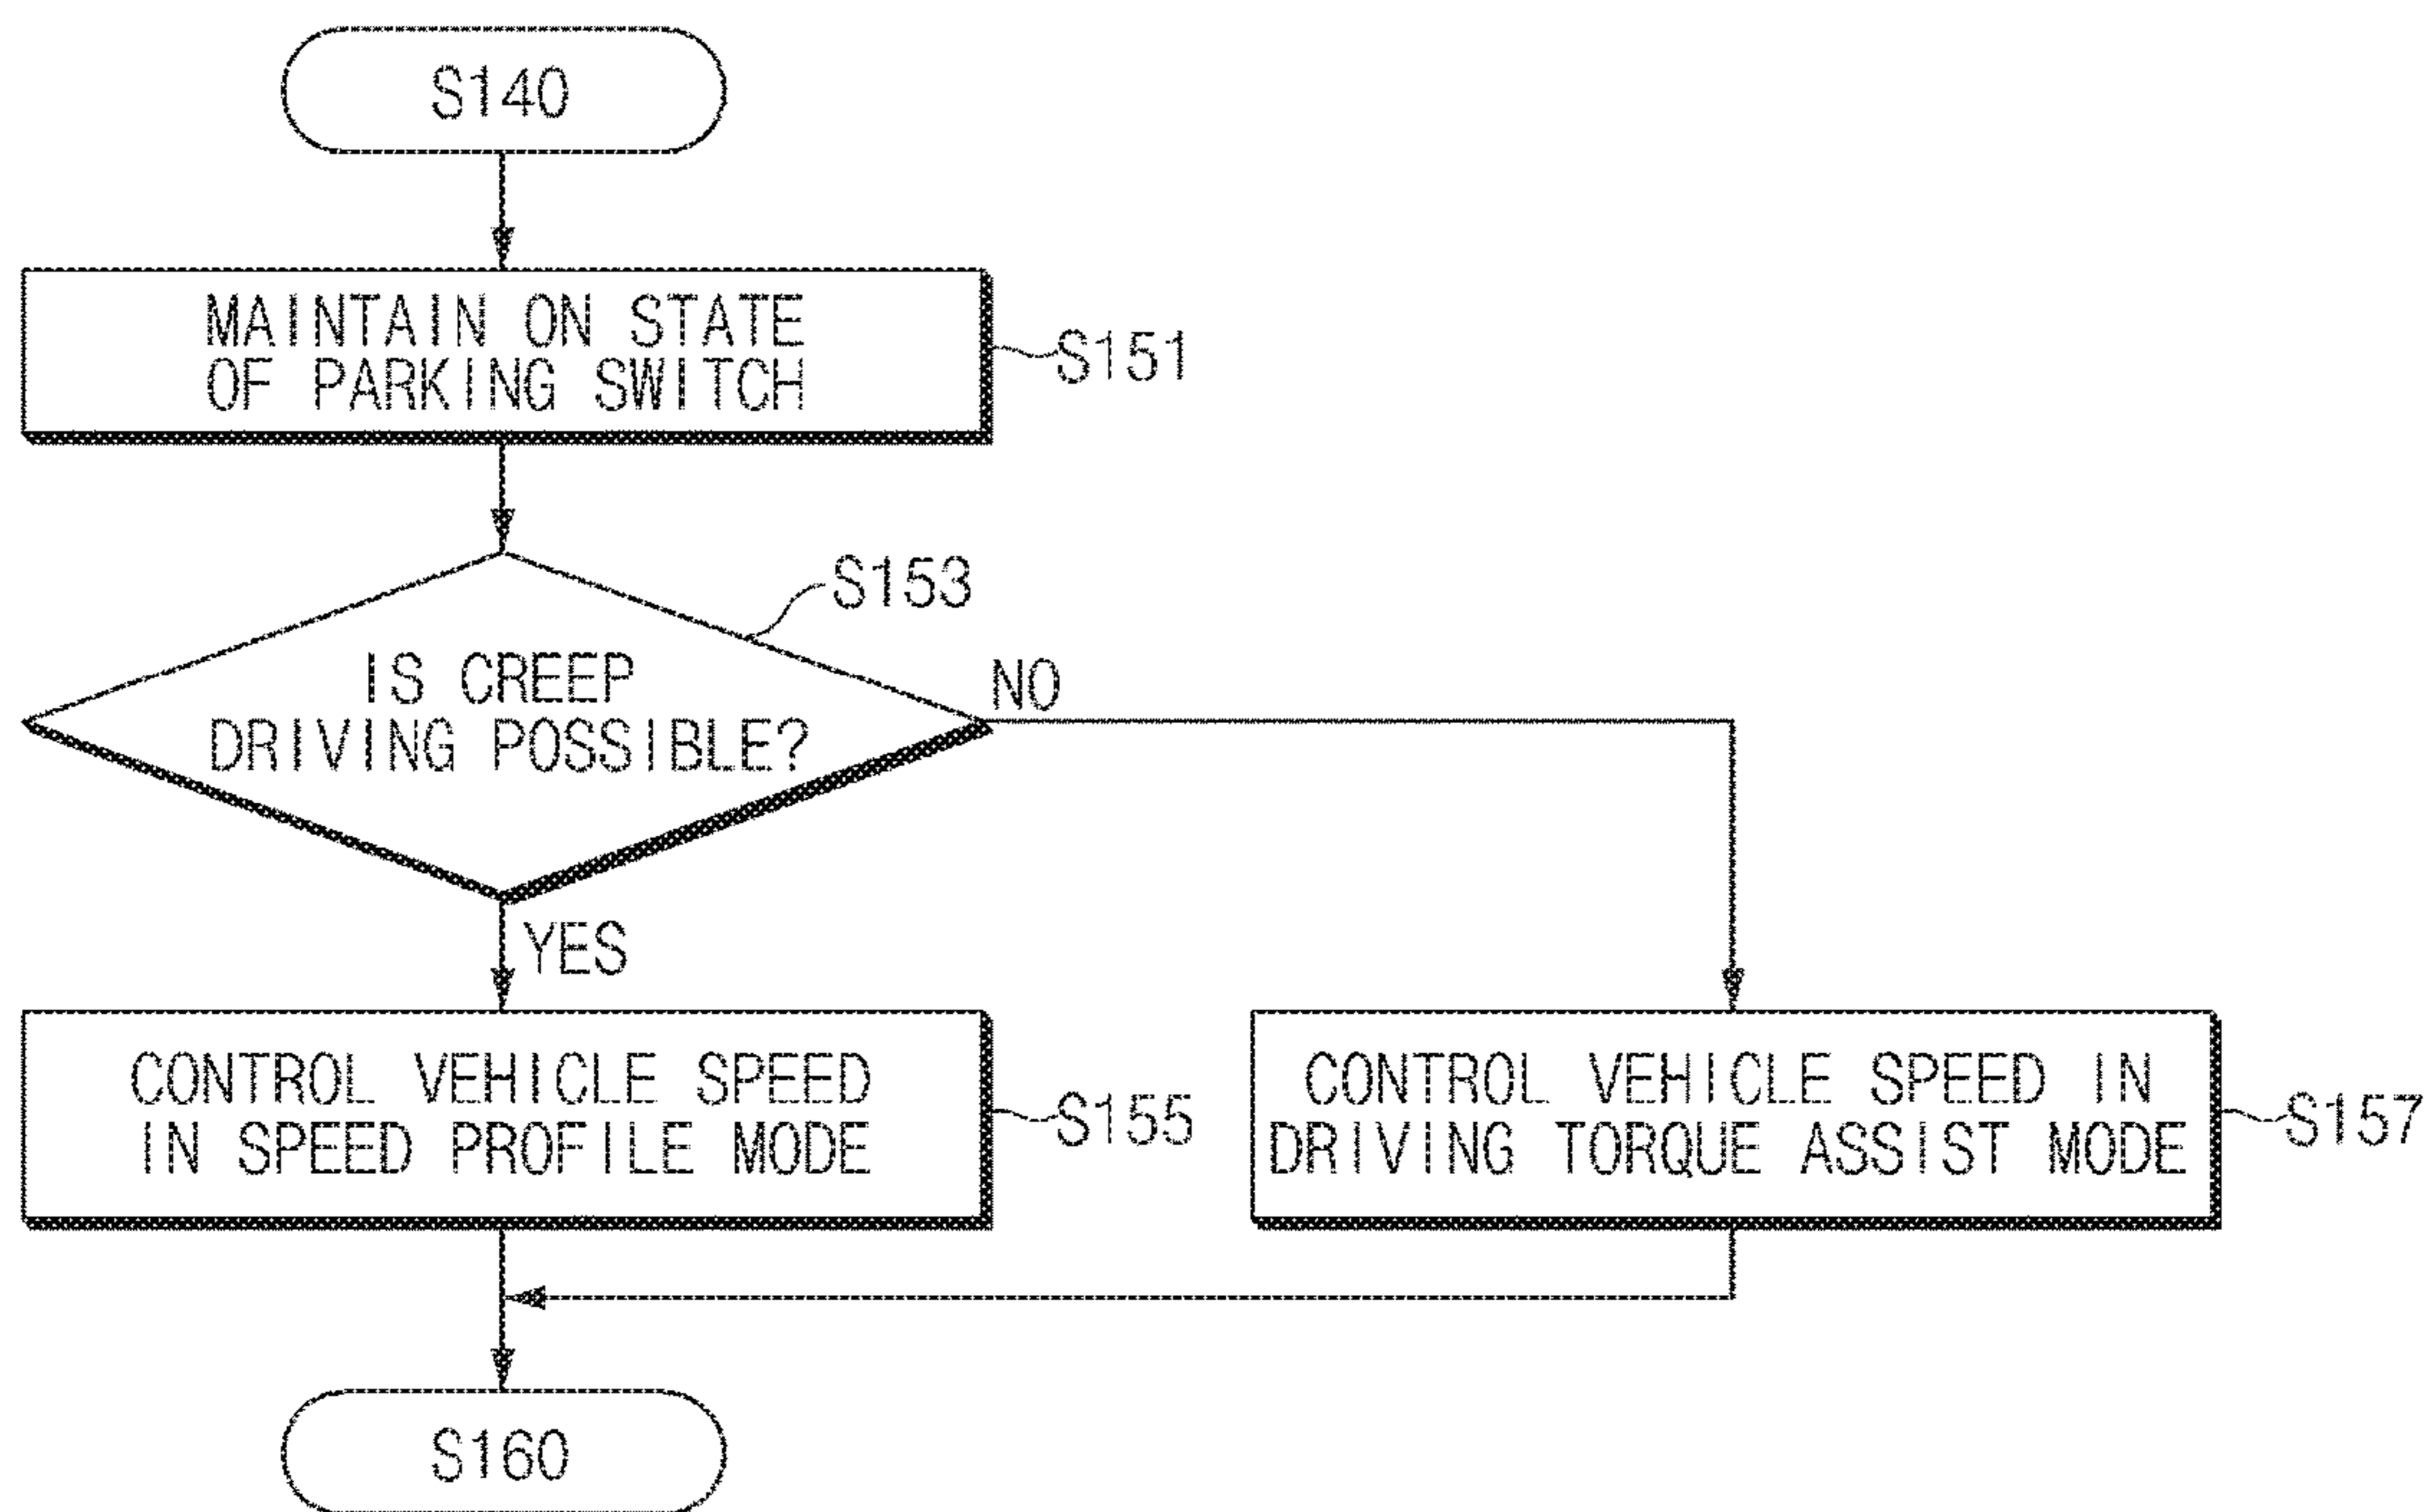 S140
MAINTAIN ON STATE
OF PARKING SWITCH
S151
S153
IS CREEP
DRIVING POSSIBLE?
NO
YES
CONTROL VEHICLE SPEED
IN SPEED PROFILE MODE
S155
CONTROL VEHICLE SPEED IN
DRIVING TORQUE ASSIST MODE
S157
S160